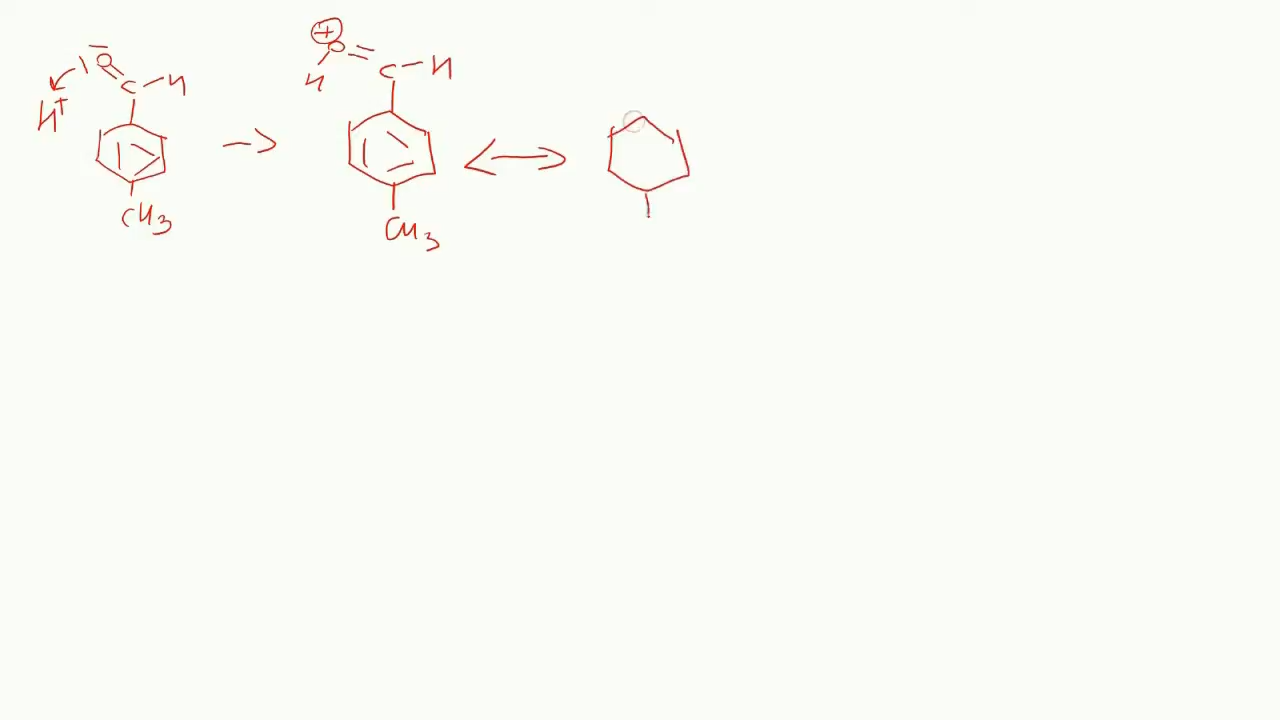 ⊕
O = C - H
H
O = C - H
H+
CH3
CH3